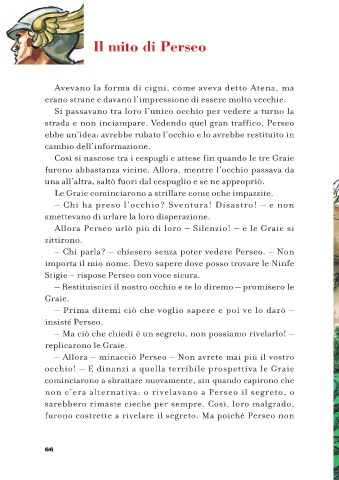 Il mito di Perseo
Avevano la forma di cigni, come aveva detto Atena, ma
erano strane e davano l'impressione di essere molto vecchie.
Si passavano tra loro l'unico occhio per vedere a turno la
strada e non inciampare. Vedendo quel gran traffico, Perseo
ebbe un'idea: avrebbe rubato l'occhio e lo avrebbe restituito in
cambio dell'informazione.
Così si nascose tra i cespugli e attese fin quando le tre Graie
furono abbastanza vicine. Allora, mentre l'occhio passava da
una all'altra, saltò fuori dal cespuglio e se ne appropriò.
Le Graie cominciarono a strillare come oche impazzite.
– Chi ha preso l'occhio? Sventura! Disastro! – e non
smettevano di urlare la loro disperazione.
Allora Perseo urlò più di loro – Silenzio! – e le Graie si
zittirono.
– Chi parla? – chiesero senza poter vedere Perseo. – Non
importa il mio nome. Devo sapere dove posso trovare le Ninfe
Stigie – rispose Perseo con voce sicura.
– Restituiscici il nostro occhio e te lo diremo – promisero le
Graie.
– Prima ditemi ciò che voglio sapere e poi ve lo darò –
insisté Perseo.
– Ma ciò che chiedi è un segreto, non possiamo rivelarlo! –
replicarono le Graie.
– Allora – minacciò Perseo – Non avrete mai più il vostro
occhio! – E dinanzi a quella terribile prospettiva le Graie
cominciarono a sbraitare nuovamente, sin quando capirono che
non c'era alternativa: o rivelavano a Perseo il segreto, o
sarebbero rimaste cieche per sempre. Così, loro malgrado,
furono costrette a rivelare il segreto. Ma poiché Perseo non
66